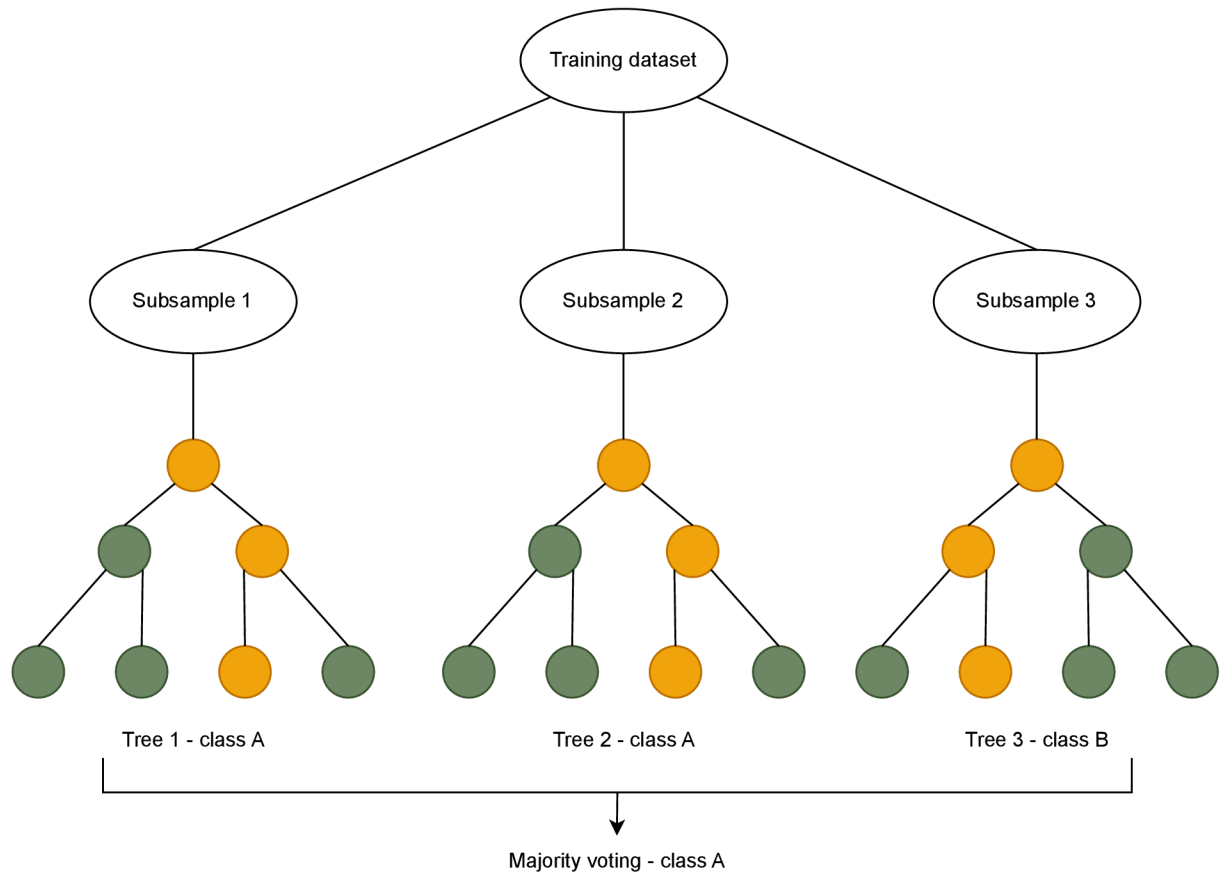 Training dataset
Subsample 1
Subsample 2
Subsample 3
Tree 1 - class A
Tree 2 - class A
Tree 3 - class B
Majority voting - class A